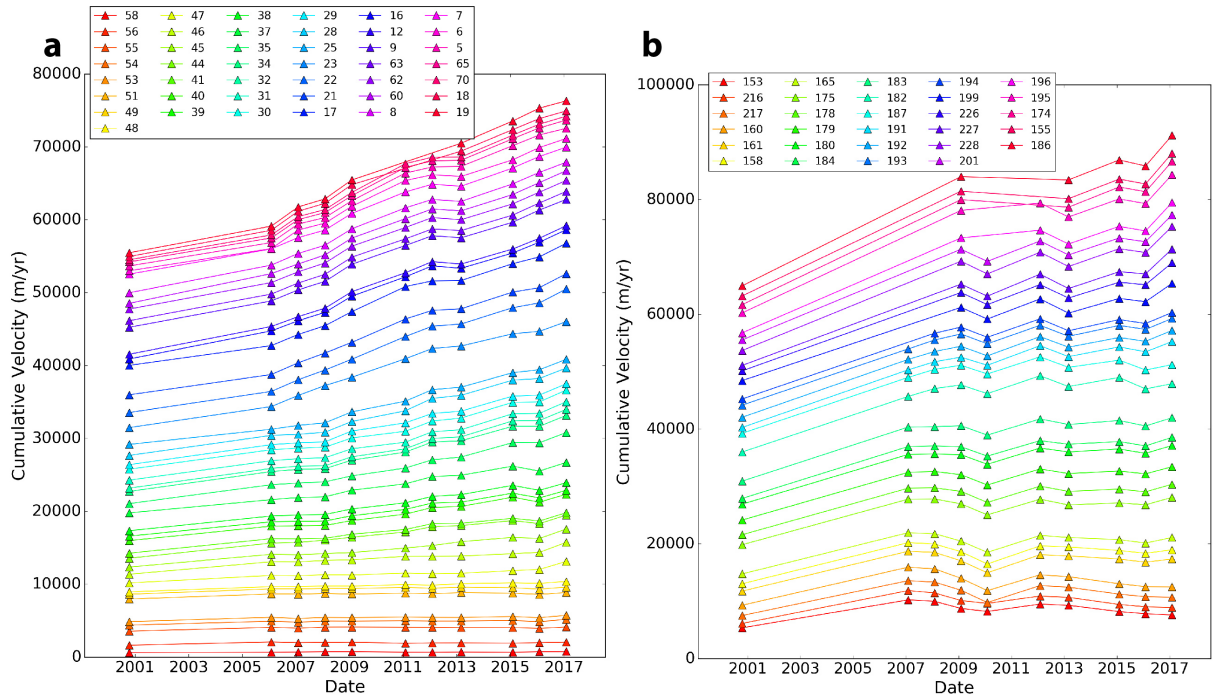 a
58 47 38 29 16 7
56 46 37 28 12 6
55 45 35 25 9 5
54 44 34 23 63 65
53 41 32 22 62 70
51 40 31 21 60 18
49 39 30 17 8 19
48
80000
70000
60000
50000
40000
30000
20000
10000
0
Cumulative Velocity (m/yr)
2001 2003 2005 2007 2009 2011 2013 2015 2017
Date
b
153 165 183 194 196
216 175 182 199 195
217 178 187 226 174
160 179 191 227 155
161 180 192 228 186
158 184 193 201
100000
80000
60000
40000
20000
0
Cumulative Velocity (m/yr)
2001 2003 2005 2007 2009 2011 2013 2015 2017
Date